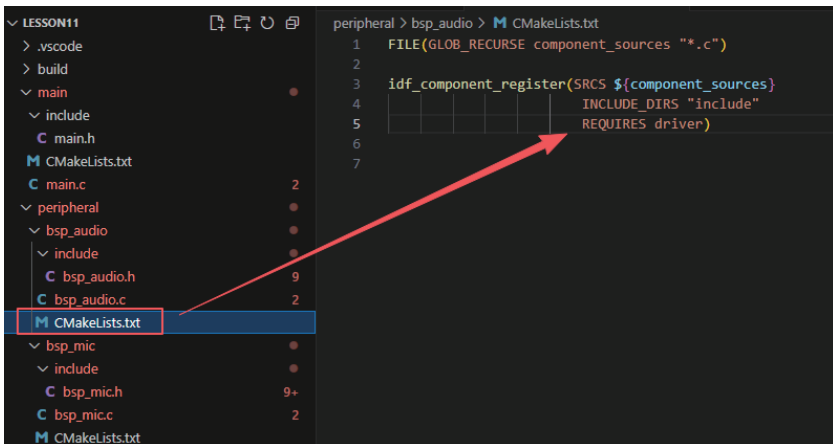 LESSON11
.vscode
build
main
include
C main.h
M CMakeLists.txt
C main.c 2
peripheral
bsp_audio
include
C bsp_audio.h 9
C bsp_audio.c 2
M CMakeLists.txt
bsp_mic
include
C bsp_mic.h 9+
C bsp_mic.c 2
M CMakeLists.txt
peripheral > bsp_audio > M CMakeLists.txt
1 FILE(GLOB_RECURSE component_sources "*.c")
2
3 idf_component_register(SRCS ${component_sources}
4 INCLUDE_DIRS "include"
5 REQUIRES driver)
6
7